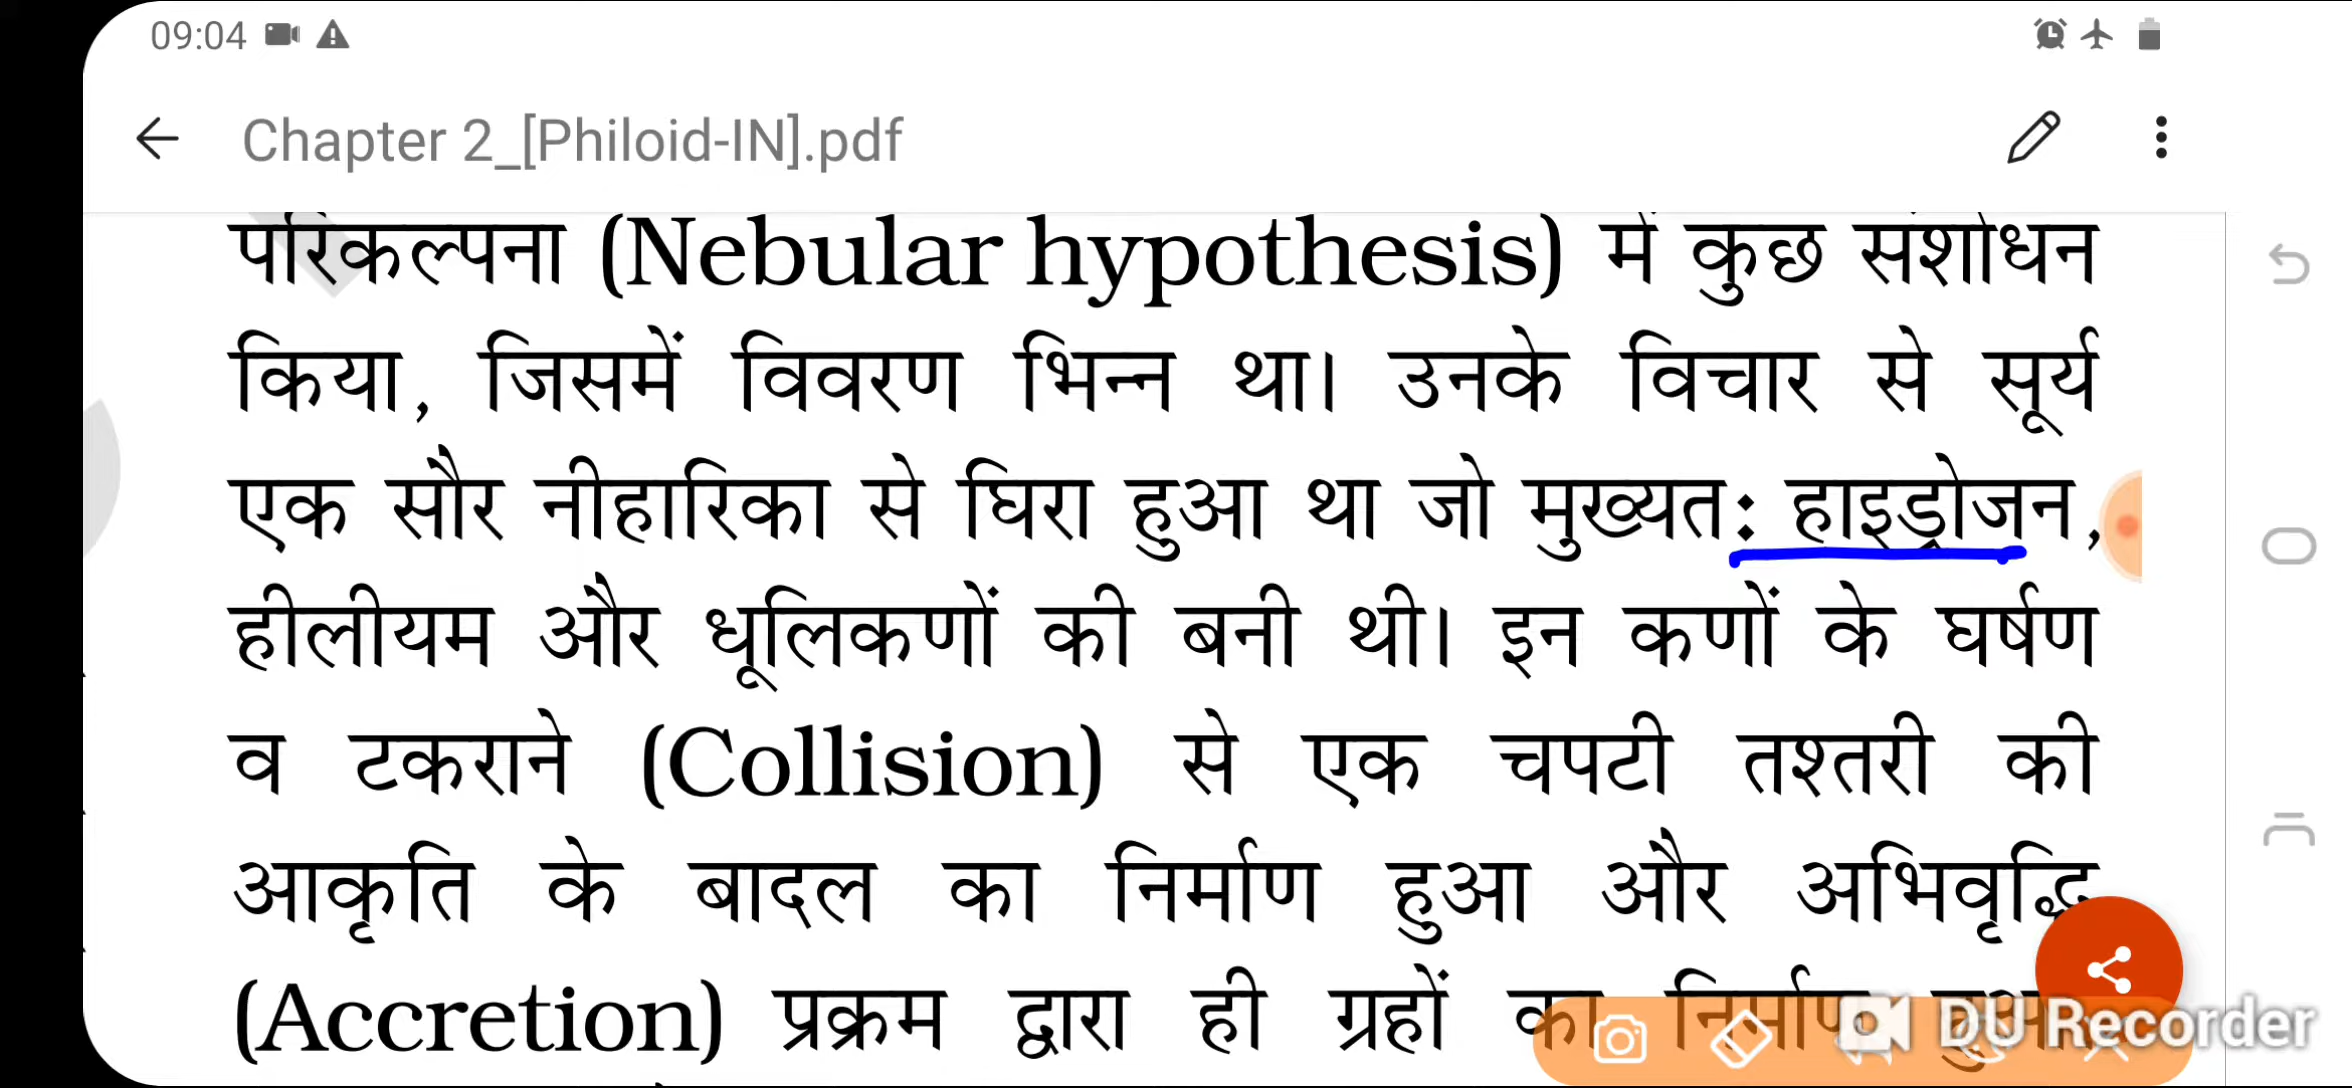 09:04
Chapter 2_[Philoid-IN].pdf
परिकल्पना (Nebular hypothesis) में कुछ संशोधन
किया, जिसमें विवरण भिन्न था। उनके विचार से सूर्य
एक सौर नीहारिका से घिरा हुआ था जो मुख्यत: हाइड्रोजन,
हीलीयम और धूलिकणों की बनी थी। इन कणों के घर्षण
व टकराने (Collision) से एक चपटी तश्तरी की
आकृति के बादल का निर्माण हुआ और अभिवृद्धि
(Accretion) प्रक्रम द्वारा ही ग्रहों का निर्माण हुआ
DU Recorder